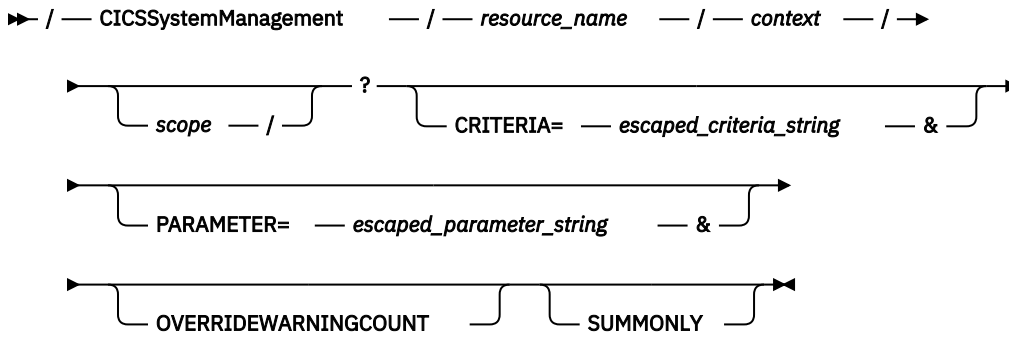 / CICSSystemManagement / resource_name / context /
scope / ? CRITERIA= escaped_criteria_string &
PARAMETER= escaped_parameter_string &
OVERRIDEWARNINGCOUNT SUMMONLY